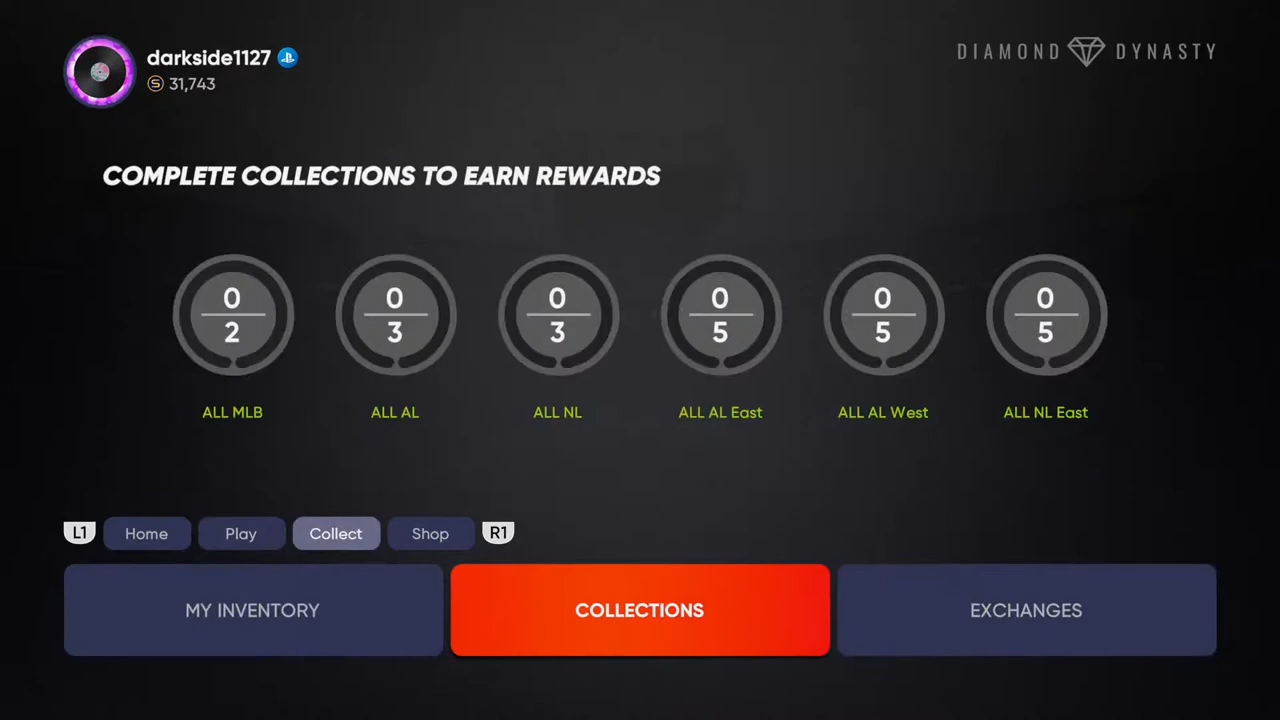 darkside1127
31,743
DIAMOND DYNASTY
COMPLETE COLLECTIONS TO EARN REWARDS
0 0 0 0 0 0
2 3 3 5 5 5
ALL MLB ALL AL ALL NL ALL AL East ALL AL West ALL NL East
L1 Home Play Collect Shop R1
MY INVENTORY COLLECTIONS EXCHANGES